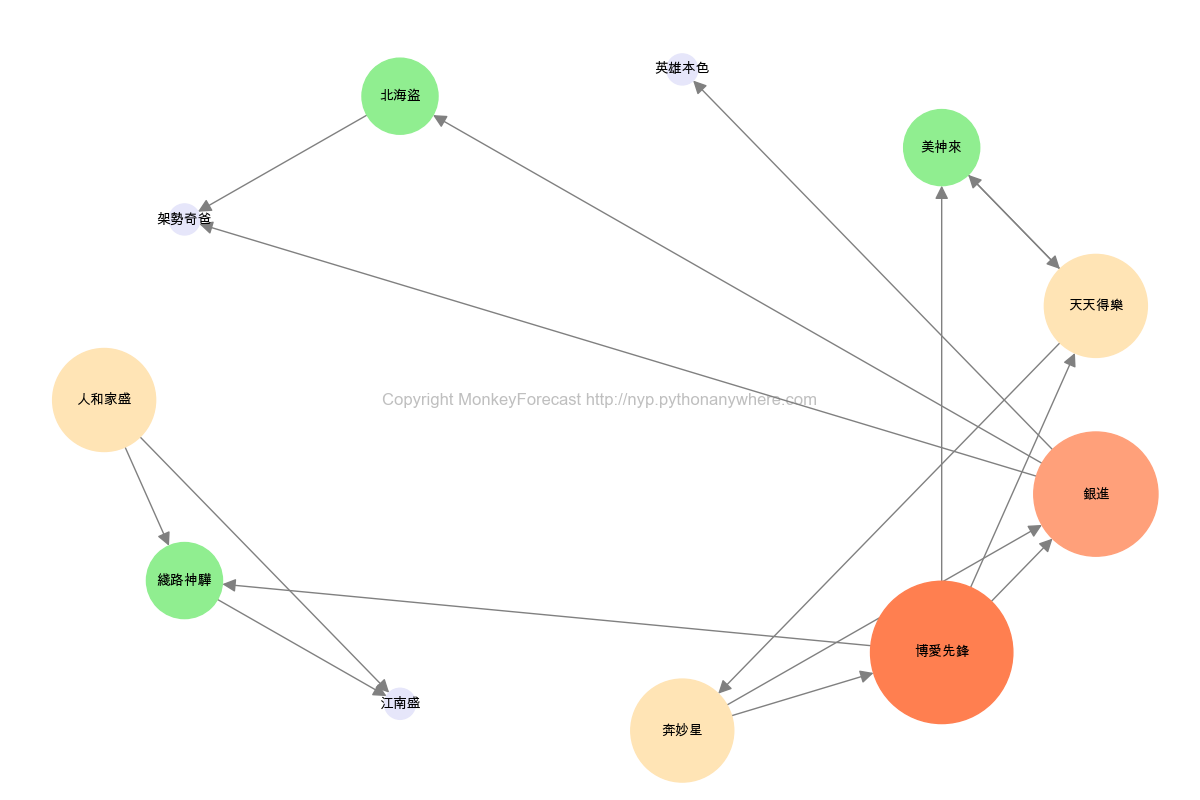 英雄本色
北海盜
美神來
架勢奇爸
天天得樂
人和家盛
Copyright MonkeyForecast http://nyp.pythonanywhere.com
銀進
綫路神驊
博愛先鋒
江南盛
奔妙星